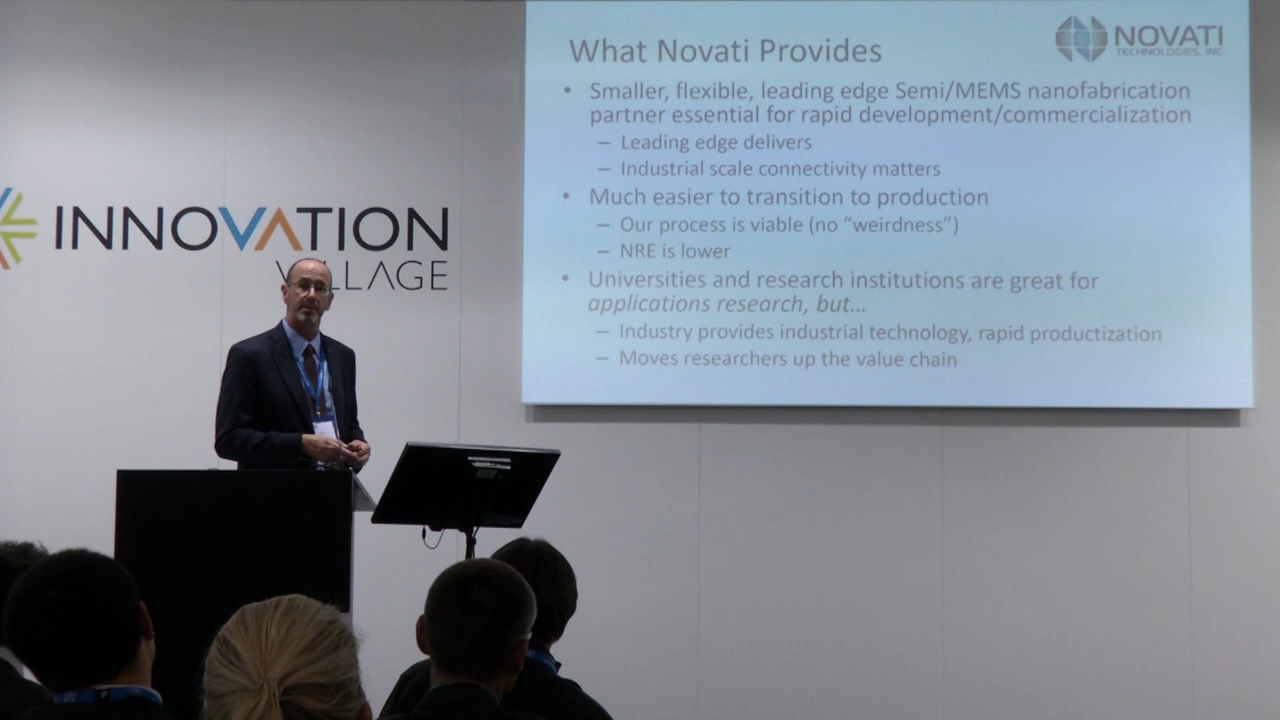 What Novati Provides
NOVATI
TECHNOLOGIES, INC.
• Smaller, flexible, leading edge Semi/MEMS nanofabrication
partner essential for rapid development/commercialization
– Leading edge delivers
– Industrial scale connectivity matters
• Much easier to transition to production
– Our process is viable (no “weirdness”)
– NRE is lower
• Universities and research institutions are great for
applications research, but...
– Industry provides industrial technology, rapid productization
– Moves researchers up the value chain
INNOVATION
VILLAGE